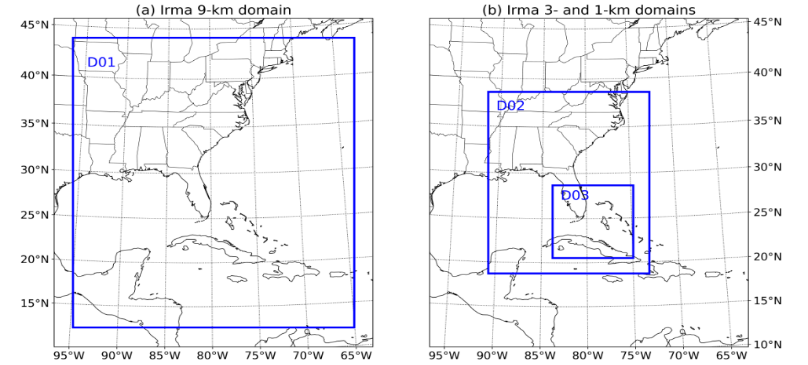 (a) Irma 9-km domain
45°N
40°N
35°N
30°N
25°N
20°N
15°N
D01
95°W 90°W 85°W 80°W 75°W 70°W 65°W
(b) Irma 3- and 1-km domains
D02
D03
45°N
40°N
35°N
30°N
25°N
20°N
15°N
10°N
95°W 90°W 85°W 80°W 75°W 70°W 65°W